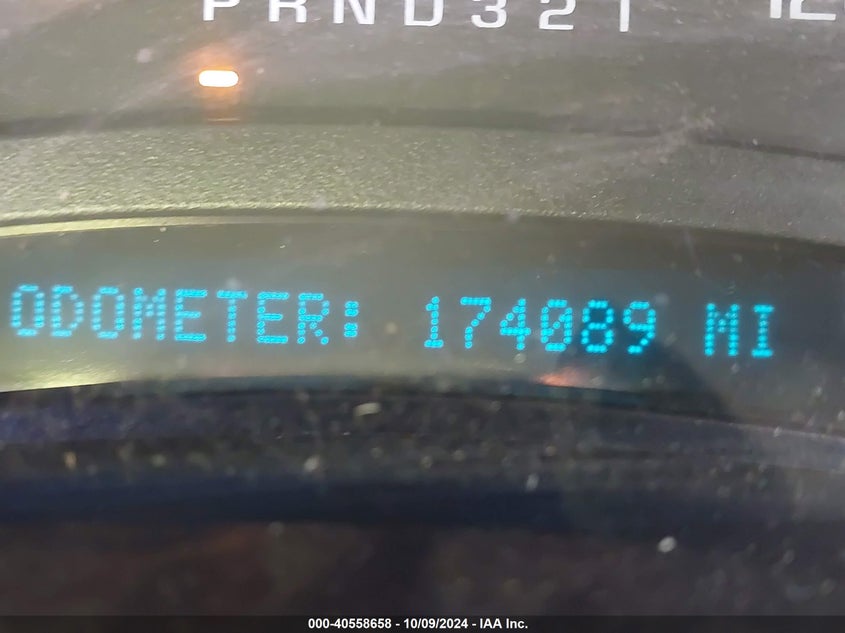 PRND321
ODOMETER: 174089 MI
000-40558658 - 10/09/2024 - IAA Inc.